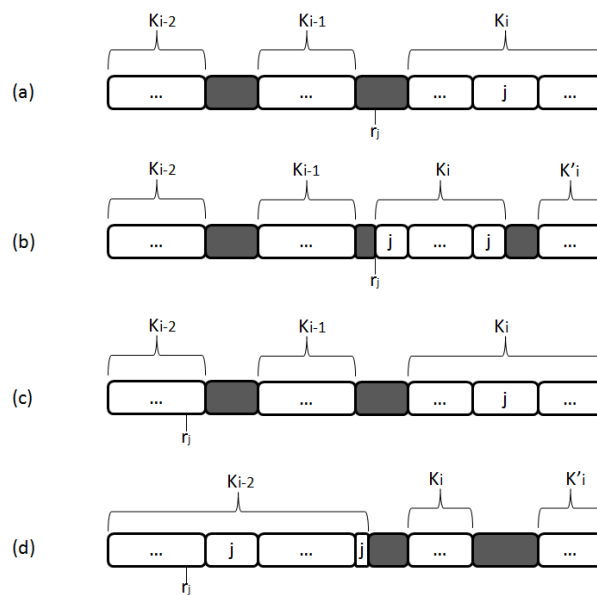 Ki-2 Ki-1 Ki
(a) ... ... ... j ...
rj
Ki-2 Ki-1 Ki K'i
(b) ... ... j ... j ...
rj
Ki-2 Ki-1 Ki
(c) ... ... ... j ...
rj
Ki-2 Ki K'i
(d) ... j ... j ... ...
rj